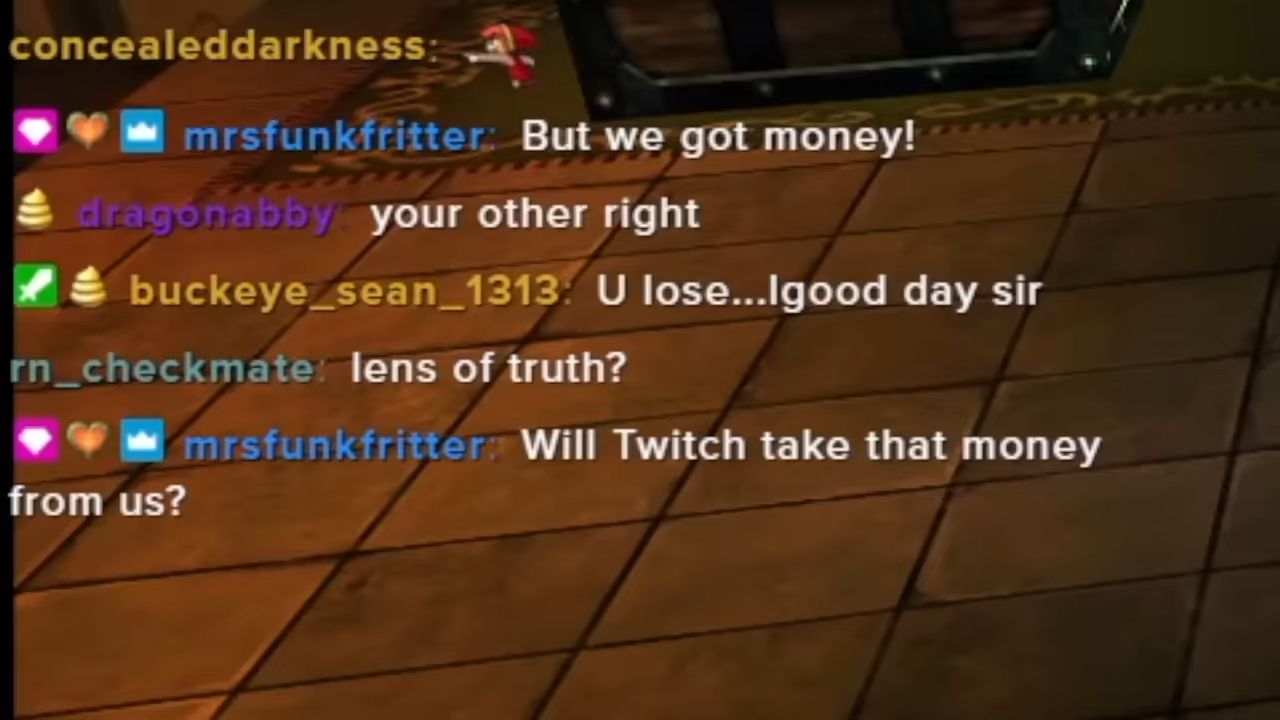 concealeddarkness:
mrsfunkfritter: But we got money!
dragonabby: your other right
buckeye_sean_1313: U lose...Igood day sir
rn_checkmate: lens of truth?
mrsfunkfritter: Will Twitch take that money
from us?